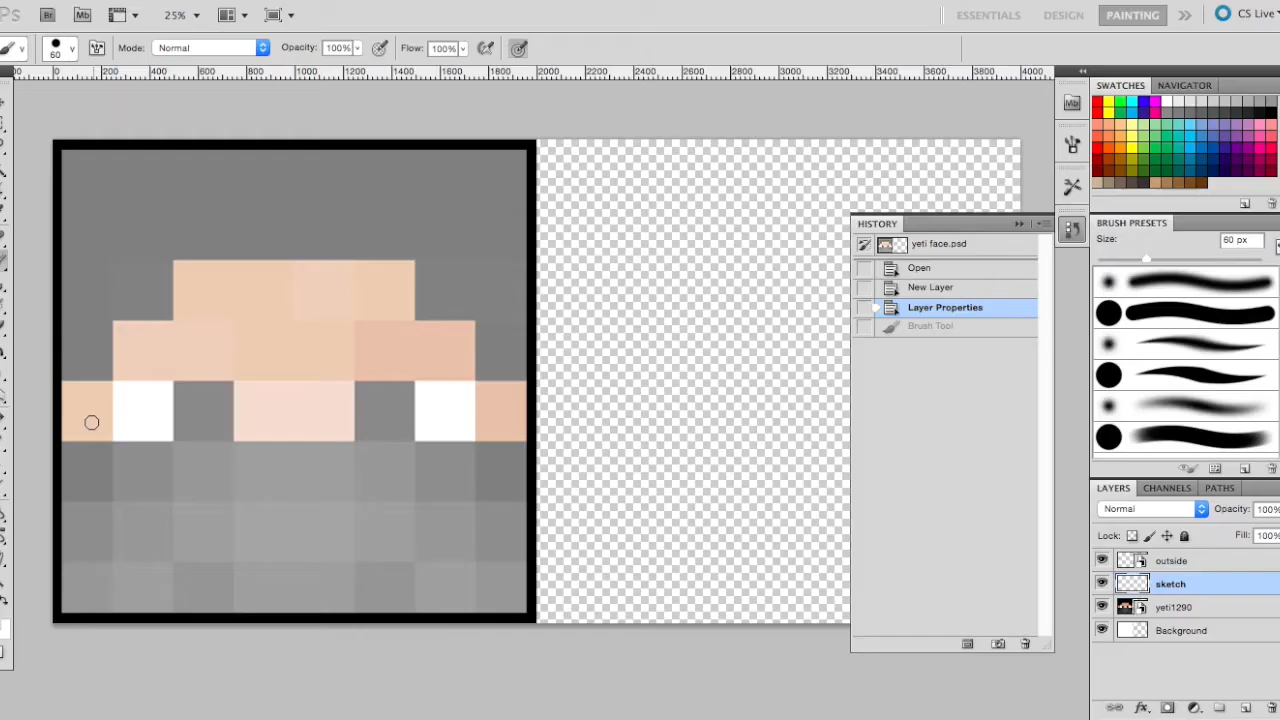 Ps Br Mb 25% ESSENTIALS DESIGN PAINTING CS Live
60 Mode: Normal Opacity: 100% Flow: 100%
0 200 400 600 800 1000 1200 1400 1600 1800 2000 2200 2400 2600 2800 3000 3200 3400 3600 3800 4000
SWATCHES NAVIGATOR
Mb
HISTORY
yeti face.psd
Open
New Layer
Layer Properties
Brush Tool
BRUSH PRESETS
Size: 60 px
LAYERS CHANNELS PATHS
Normal Opacity: 100%
Lock: Fill: 100%
outside
sketch
yeti1290
Background
fx